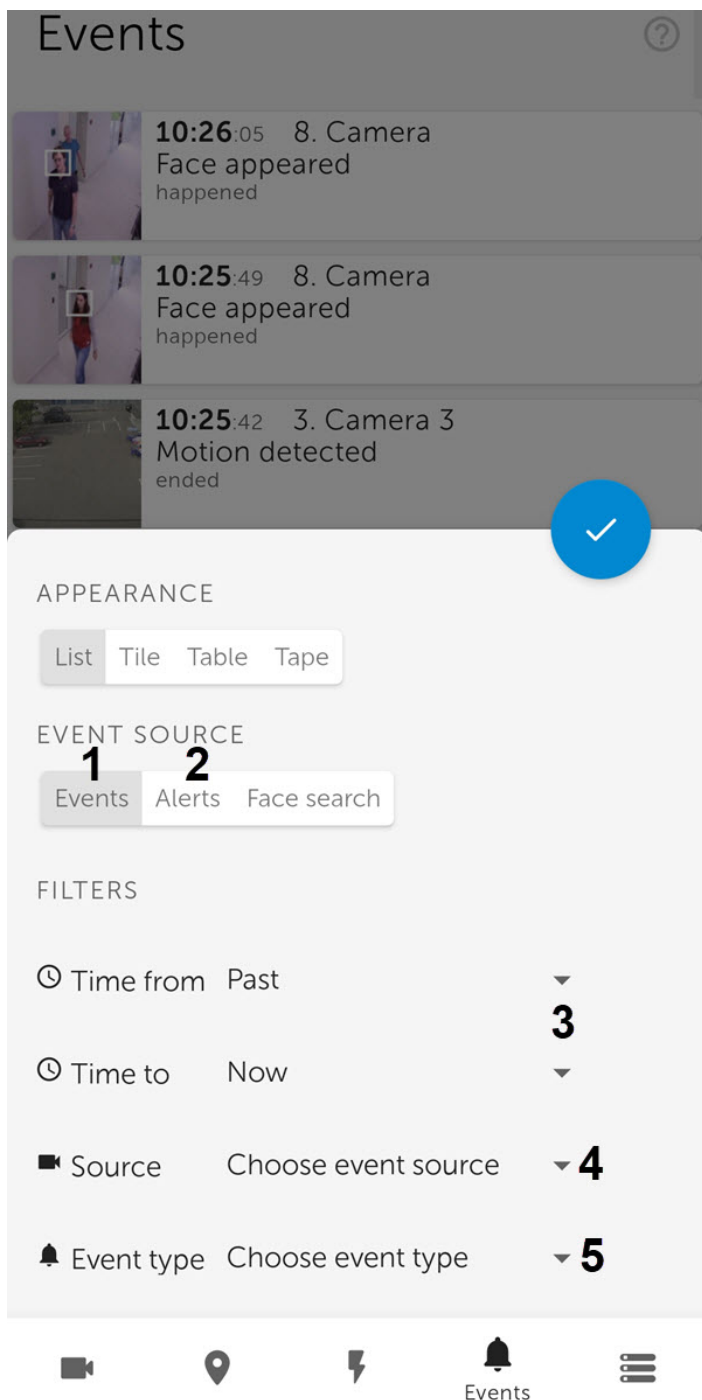 Events
10:26:05 8. Camera
Face appeared
happened
10:25:49 8. Camera
Face appeared
happened
10:25:42 3. Camera 3
Motion detected
ended
APPEARANCE
List Tile Table Tape
EVENT SOURCE
1 2
Events Alerts Face search
FILTERS
Time from Past
3
Time to Now
Source Choose event source 4
Event type Choose event type 5
Events